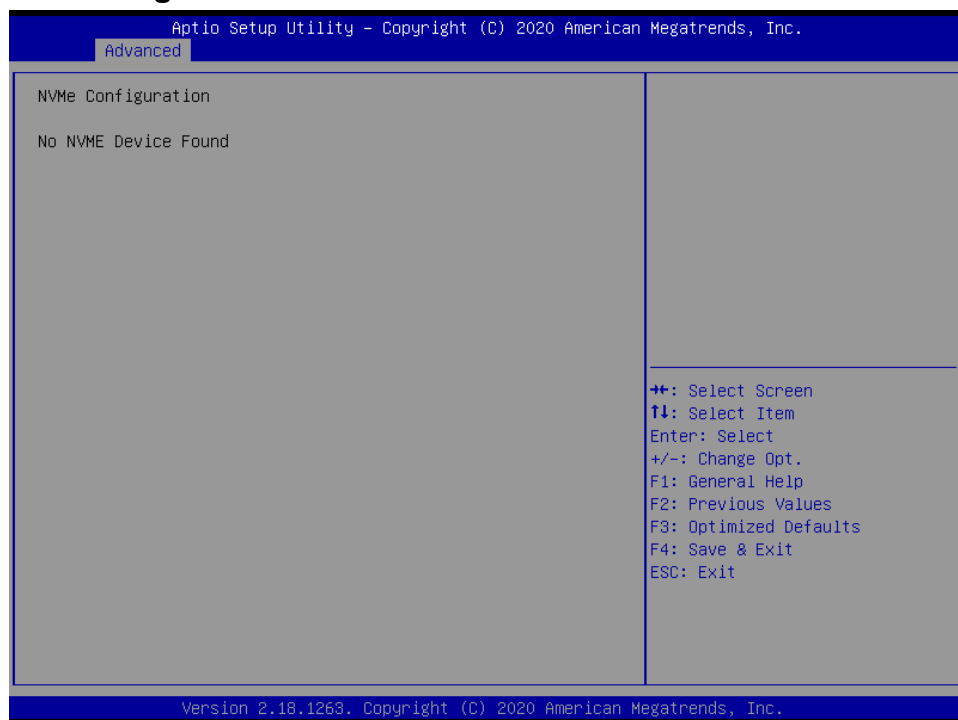 Aptio Setup Utility – Copyright (C) 2020 American Megatrends, Inc.
Advanced
NVMe Configuration
No NVME Device Found
→←: Select Screen
↑↓: Select Item
Enter: Select
+/-: Change Opt.
F1: General Help
F2: Previous Values
F3: Optimized Defaults
F4: Save & Exit
ESC: Exit
Version 2.18.1263. Copyright (C) 2020 American Megatrends, Inc.